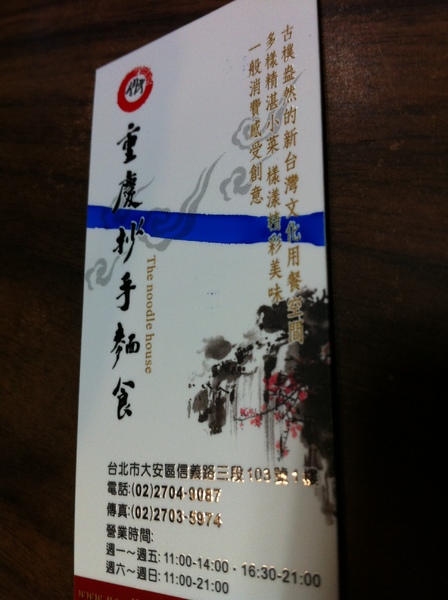 古樸盎然的新台灣文化用餐空間
多樣精湛小菜 樣漾精彩美味
一般消費感受創意
重慶抄手麵食
The noodle house
台北市大安區信義路三段103號1樓
電話:(02)2704-9087
傳真:(02)2703-5974
營業時間:
週一～週五:11:00-14:00 · 16:30-21:00
週六～週日:11:00-21:00